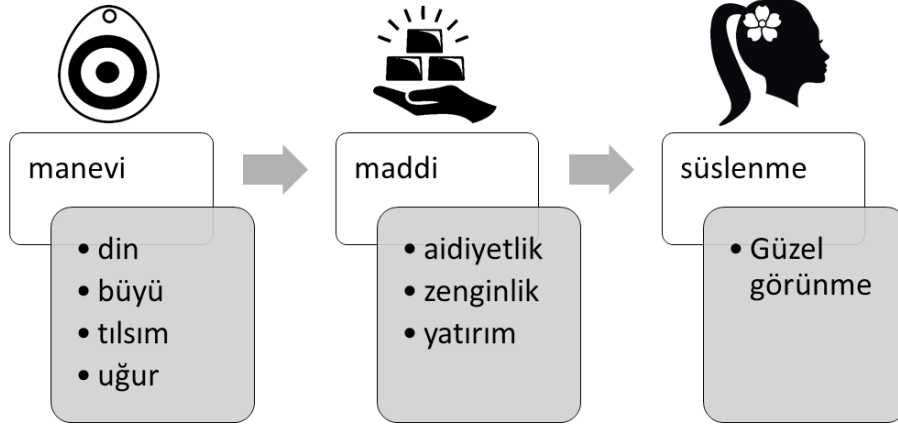 manevi
• din
• büyü
• tılsım
• uğur
maddi
• aidiyetlik
• zenginlik
• yatırım
süslenme
• Güzel
görünme